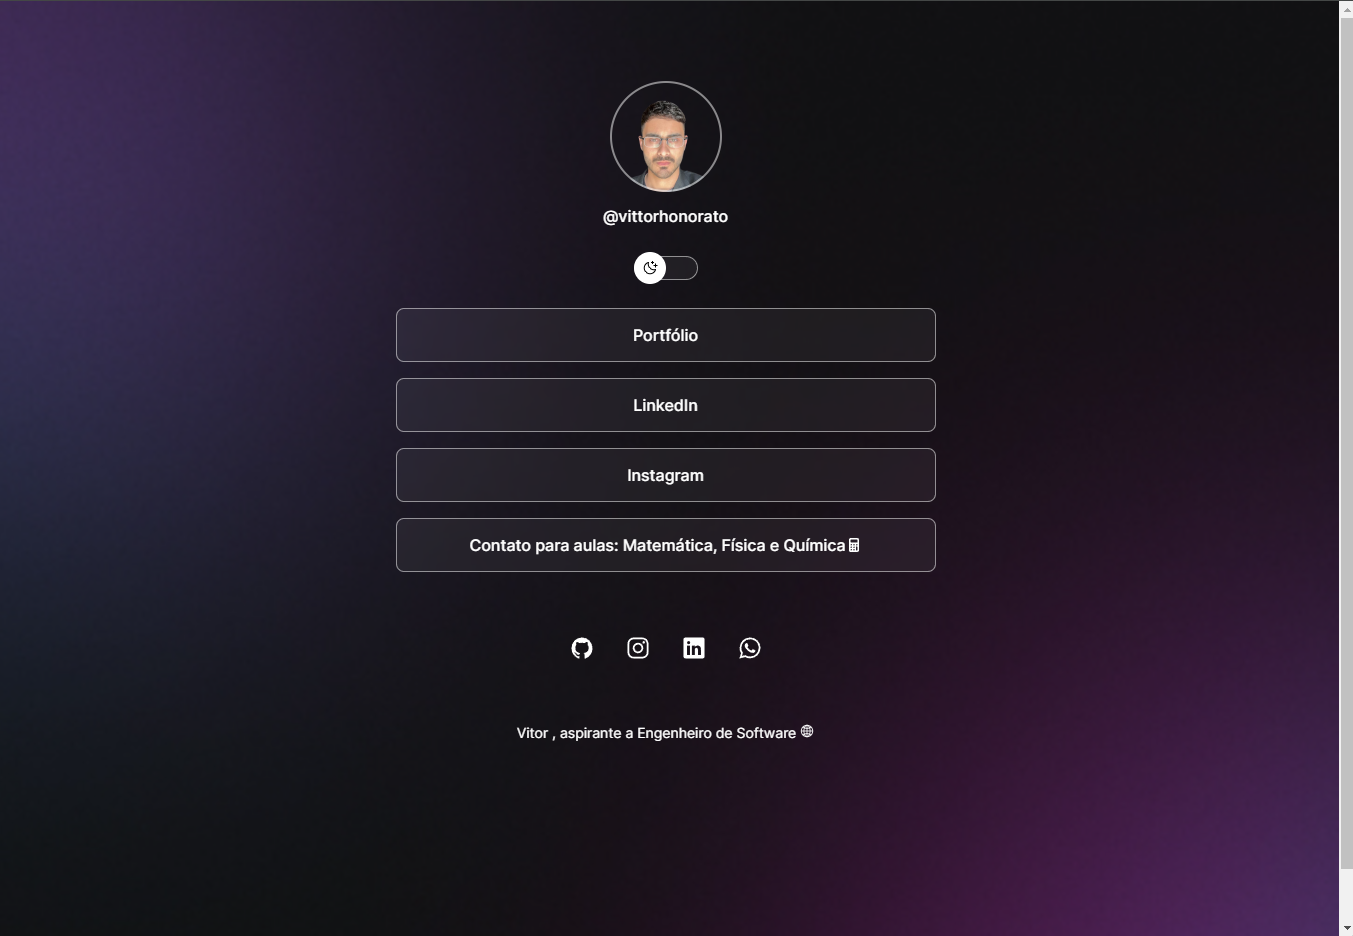 @vittorhonorato
Portfólio
LinkedIn
Instagram
Contato para aulas: Matemática, Física e Química
Vitor , aspirante a Engenheiro de Software